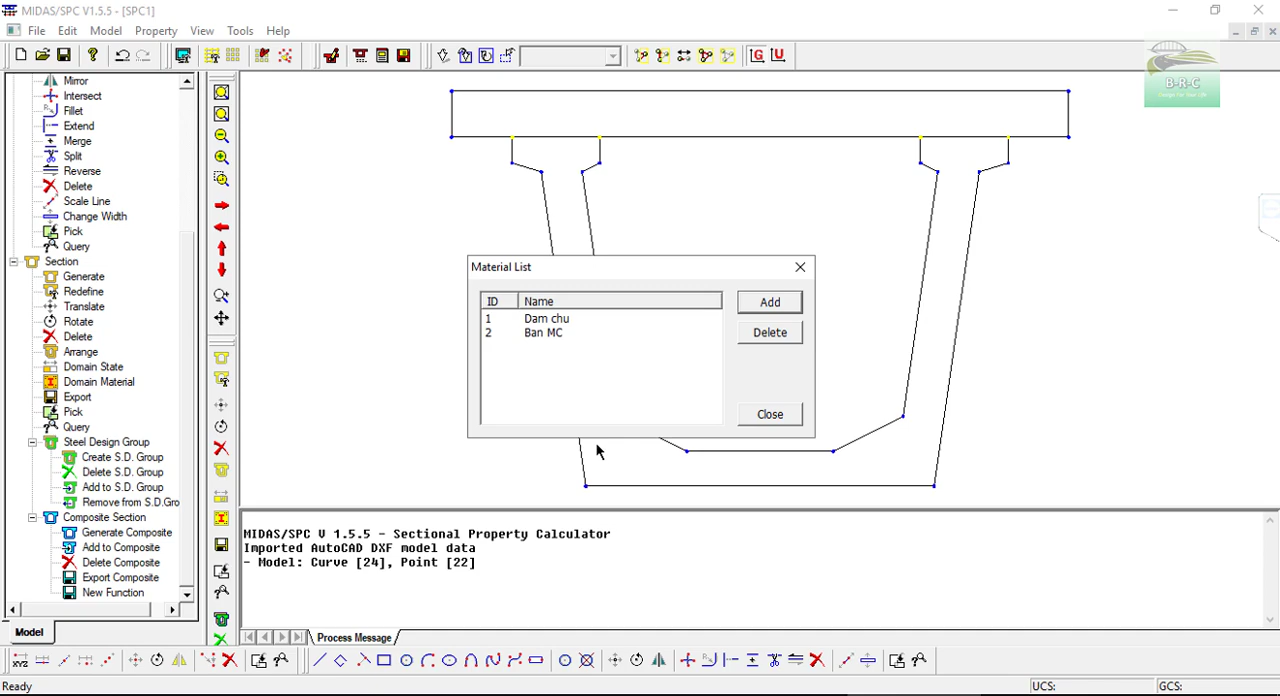 MIDAS/SPC V1.5.5 - [SPC1]
File Edit Model Property View Tools Help
B-R-C
Mirror
Intersect
Fillet
Extend
Merge
Split
Reverse
Delete
Scale Line
Change Width
Pick
Query
Section
Generate
Redefine
Translate
Rotate
Delete
Arrange
Domain State
Domain Material
Export
Pick
Query
Steel Design Group
Create S.D. Group
Delete S.D. Group
Add to S.D. Group
Remove from S.D.Gro
Composite Section
Generate Composite
Add to Composite
Delete Composite
Export Composite
New Function
Model
Material List
ID Name
1 Dam chu
2 Ban MC
Add
Delete
Close
MIDAS/SPC V 1.5.5 - Sectional Property Calculator
Imported AutoCAD DXF model data
- Model: Curve [24], Point [22]
Process Message
XYZ
Ready
UCS:
GCS: